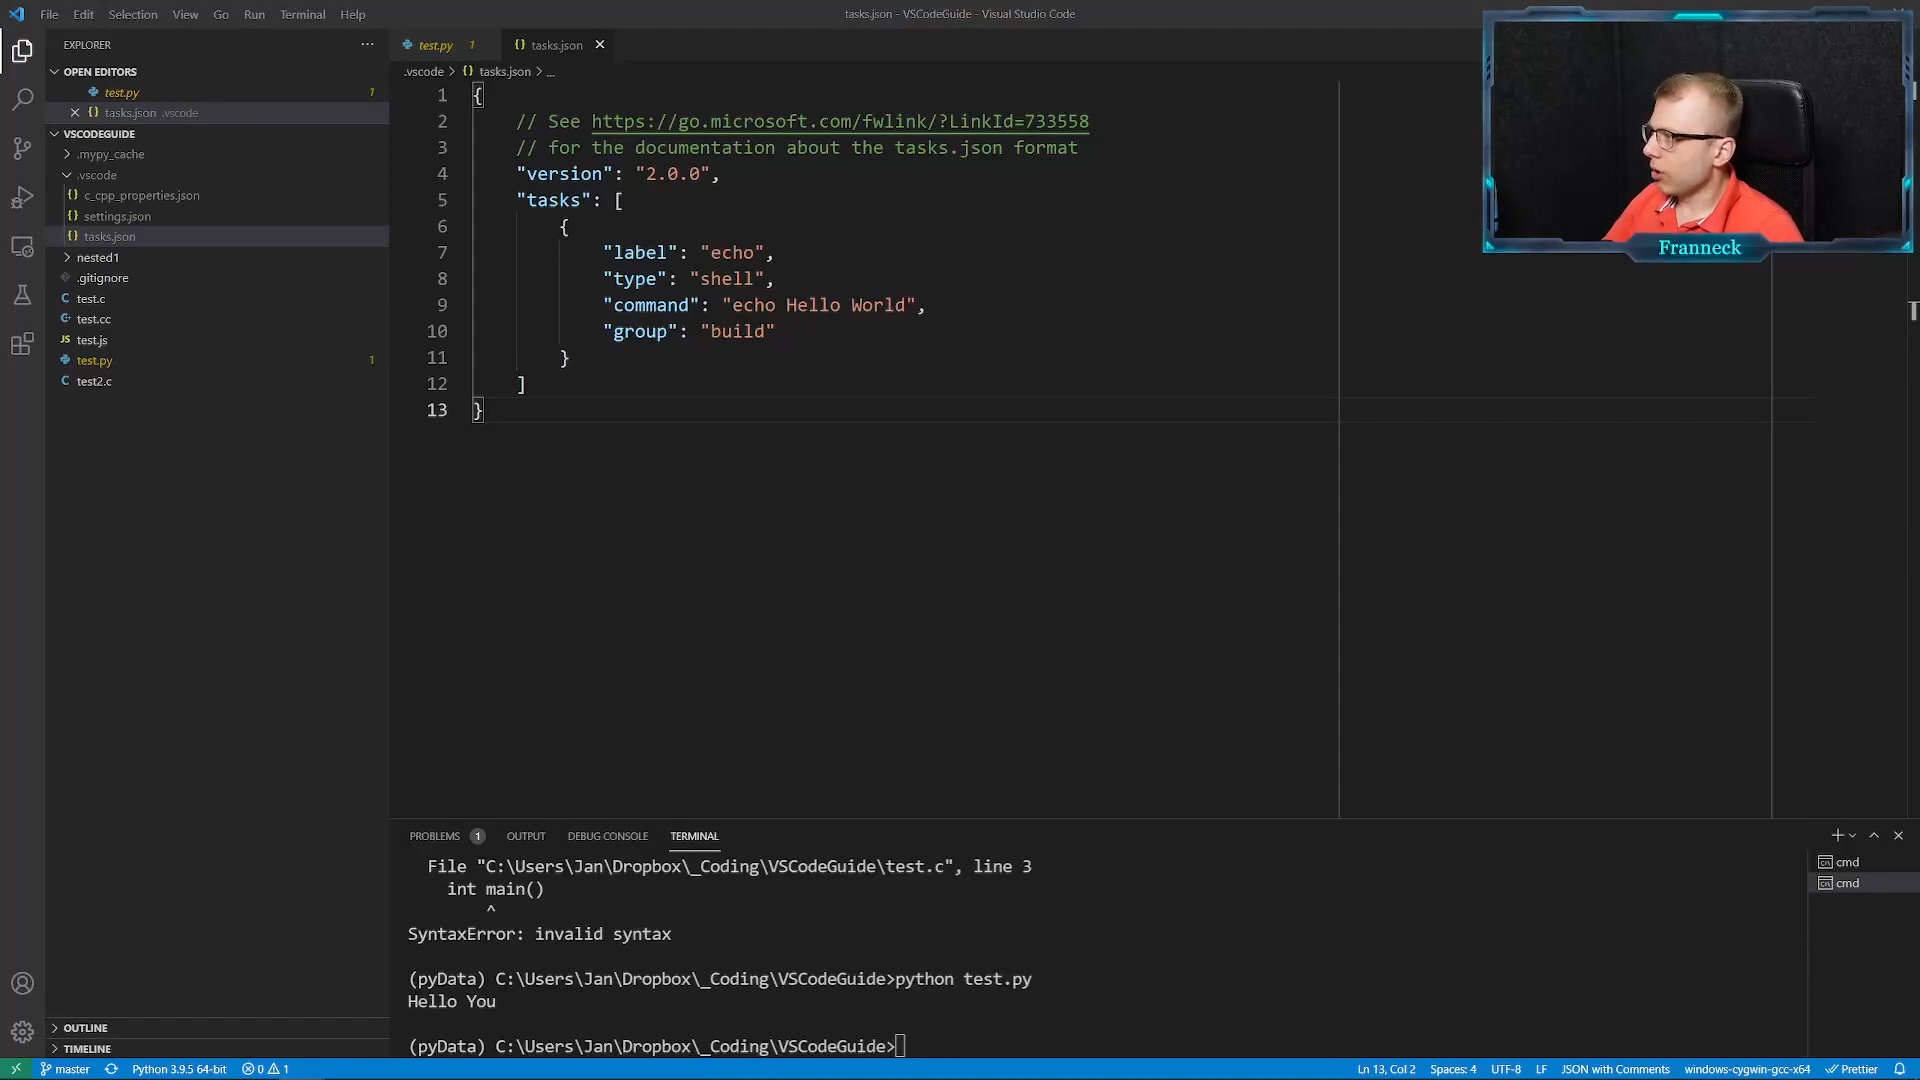 File Edit Selection View Go Run Terminal Help
tasks.json - VSCodeGuide - Visual Studio Code
EXPLORER
OPEN EDITORS
test.py 1
tasks.json .vscode
VSCODEGUIDE
.mypy_cache
.vscode
c_cpp_properties.json
settings.json
tasks.json
nested1
.gitignore
C test.c
test.cc
JS test.js
test.py 1
C test2.c
OUTLINE
TIMELINE
test.py 1
{} tasks.json
.vscode > {} tasks.json > ...
1 {
2 // See https://go.microsoft.com/fwlink/?LinkId=733558
3 // for the documentation about the tasks.json format
4 "version": "2.0.0",
5 "tasks": [
6 {
7 "label": "echo",
8 "type": "shell",
9 "command": "echo Hello World",
10 "group": "build"
11 }
12 ]
13 }
Franneck
PROBLEMS 1 OUTPUT DEBUG CONSOLE TERMINAL
File "C:\Users\Jan\Dropbox\_Coding\VSCodeGuide\test.c", line 3
int main()
^
SyntaxError: invalid syntax
(pyData) C:\Users\Jan\Dropbox\_Coding\VSCodeGuide>python test.py
Hello You
(pyData) C:\Users\Jan\Dropbox\_Coding\VSCodeGuide>
cmd
cmd
master Python 3.9.5 64-bit 0 1 Ln 13, Col 2 Spaces: 4 UTF-8 LF JSON with Comments windows-cygwin-gcc-x64 Prettier